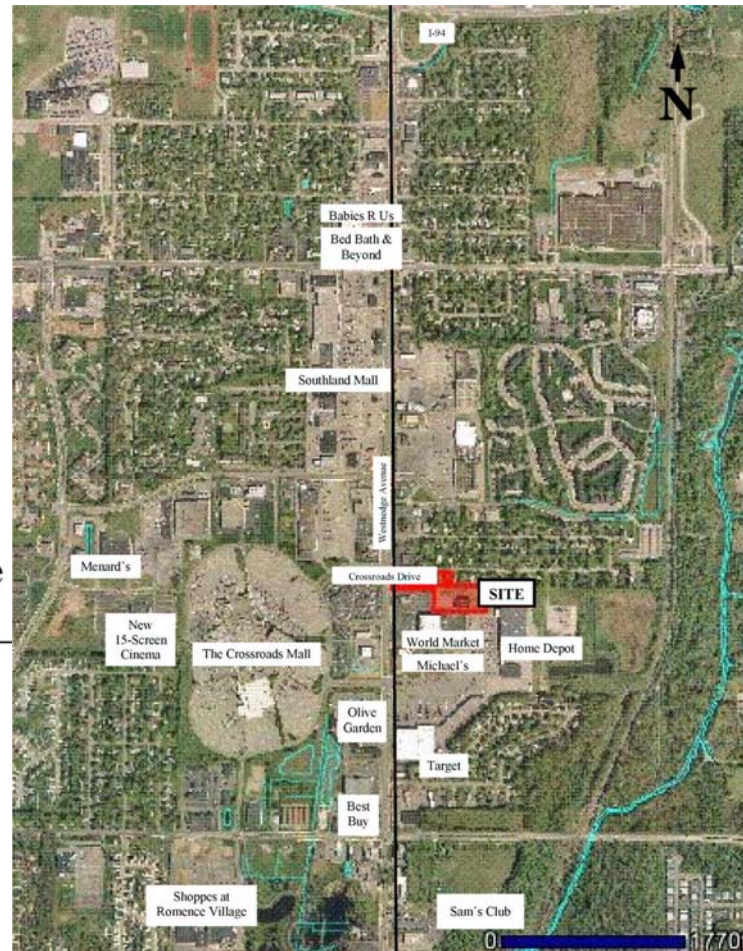 I-94
N
Babies R Us
Bed Bath &
Beyond
Southland Mall
Westnedge Avenue
Menard's
Crossroads Drive
SITE
New
15-Screen
Cinema
The Crossroads Mall
World Market
Michael's
Home Depot
Olive
Garden
Target
Best
Buy
Shoppes at
Romence Village
Sam's Club
0
1770
e